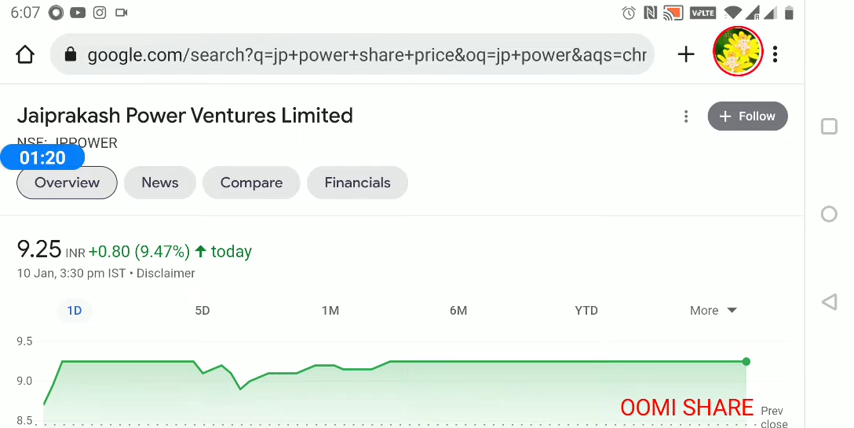 6:07
VoLTE
google.com/search?q=jp+power+share+price&oq=jp+power&aqs=chr
Jaiprakash Power Ventures Limited
+ Follow
NSE: JPPOWER
01:20
Overview
News
Compare
Financials
9.25 INR +0.80 (9.47%) ↑ today
10 Jan, 3:30 pm IST • Disclaimer
1D
5D
1M
6M
YTD
More
9.5
9.0
8.5
OOMI SHARE
Prev
close